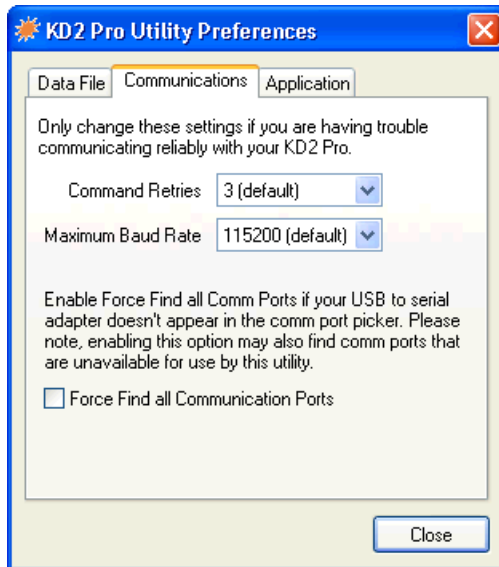 KD2 Pro Utility Preferences
Data File Communications Application
Only change these settings if you are having trouble
communicating reliably with your KD2 Pro.
Command Retries 3 (default)
Maximum Baud Rate 115200 (default)
Enable Force Find all Comm Ports if your USB to serial
adapter doesn't appear in the comm port picker. Please
note, enabling this option may also find comm ports that
are unavailable for use by this utility.
Force Find all Communication Ports
Close